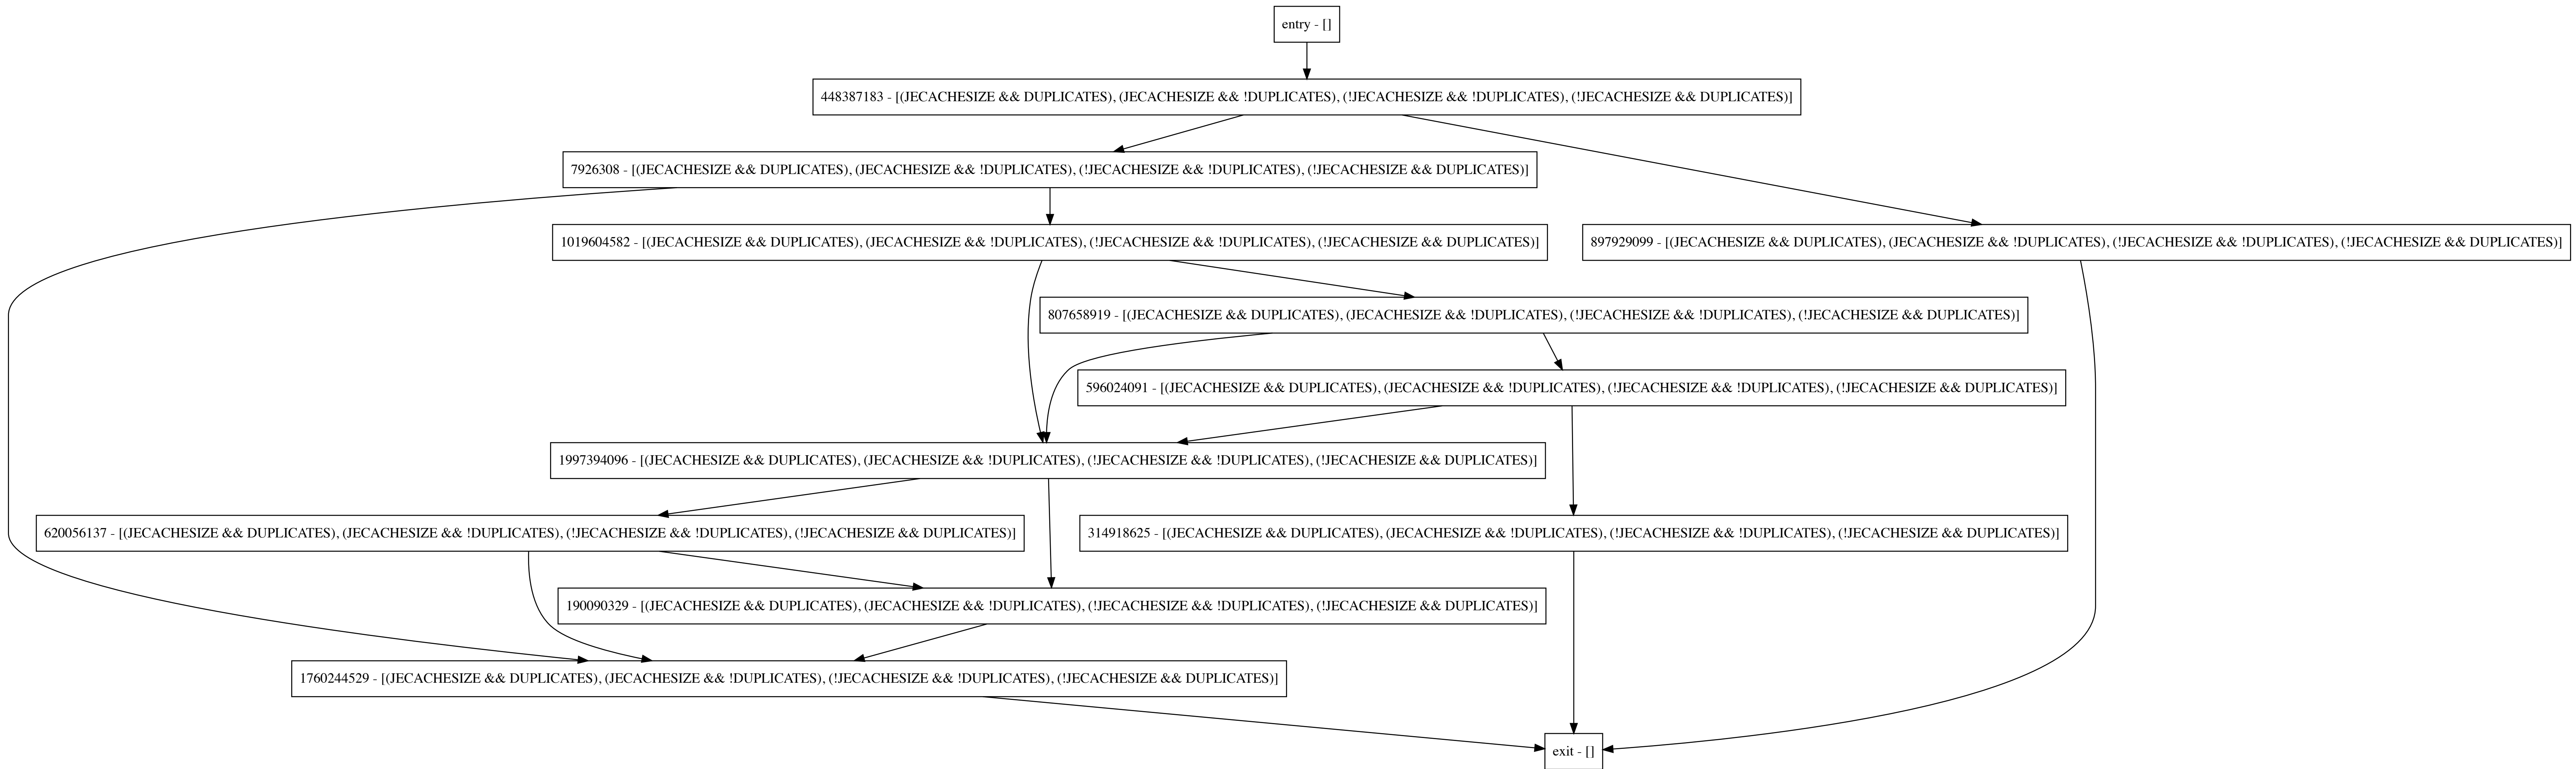 entry - []
448387183 - [(JECACHESIZE && DUPLICATES), (JECACHESIZE && !DUPLICATES), (!JECACHESIZE && !DUPLICATES), (!JECACHESIZE && DUPLICATES)]
7926308 - [(JECACHESIZE && DUPLICATES), (JECACHESIZE && !DUPLICATES), (!JECACHESIZE && !DUPLICATES), (!JECACHESIZE && DUPLICATES)]
1019604582 - [(JECACHESIZE && DUPLICATES), (JECACHESIZE && !DUPLICATES), (!JECACHESIZE && !DUPLICATES), (!JECACHESIZE && DUPLICATES)]
897929099 - [(JECACHESIZE && DUPLICATES), (JECACHESIZE && !DUPLICATES), (!JECACHESIZE && !DUPLICATES), (!JECACHESIZE && DUPLICATES)]
807658919 - [(JECACHESIZE && DUPLICATES), (JECACHESIZE && !DUPLICATES), (!JECACHESIZE && !DUPLICATES), (!JECACHESIZE && DUPLICATES)]
596024091 - [(JECACHESIZE && DUPLICATES), (JECACHESIZE && !DUPLICATES), (!JECACHESIZE && !DUPLICATES), (!JECACHESIZE && DUPLICATES)]
1997394096 - [(JECACHESIZE && DUPLICATES), (JECACHESIZE && !DUPLICATES), (!JECACHESIZE && !DUPLICATES), (!JECACHESIZE && DUPLICATES)]
620056137 - [(JECACHESIZE && DUPLICATES), (JECACHESIZE && !DUPLICATES), (!JECACHESIZE && !DUPLICATES), (!JECACHESIZE && DUPLICATES)]
314918625 - [(JECACHESIZE && DUPLICATES), (JECACHESIZE && !DUPLICATES), (!JECACHESIZE && !DUPLICATES), (!JECACHESIZE && DUPLICATES)]
190090329 - [(JECACHESIZE && DUPLICATES), (JECACHESIZE && !DUPLICATES), (!JECACHESIZE && !DUPLICATES), (!JECACHESIZE && DUPLICATES)]
1760244529 - [(JECACHESIZE && DUPLICATES), (JECACHESIZE && !DUPLICATES), (!JECACHESIZE && !DUPLICATES), (!JECACHESIZE && DUPLICATES)]
exit - []